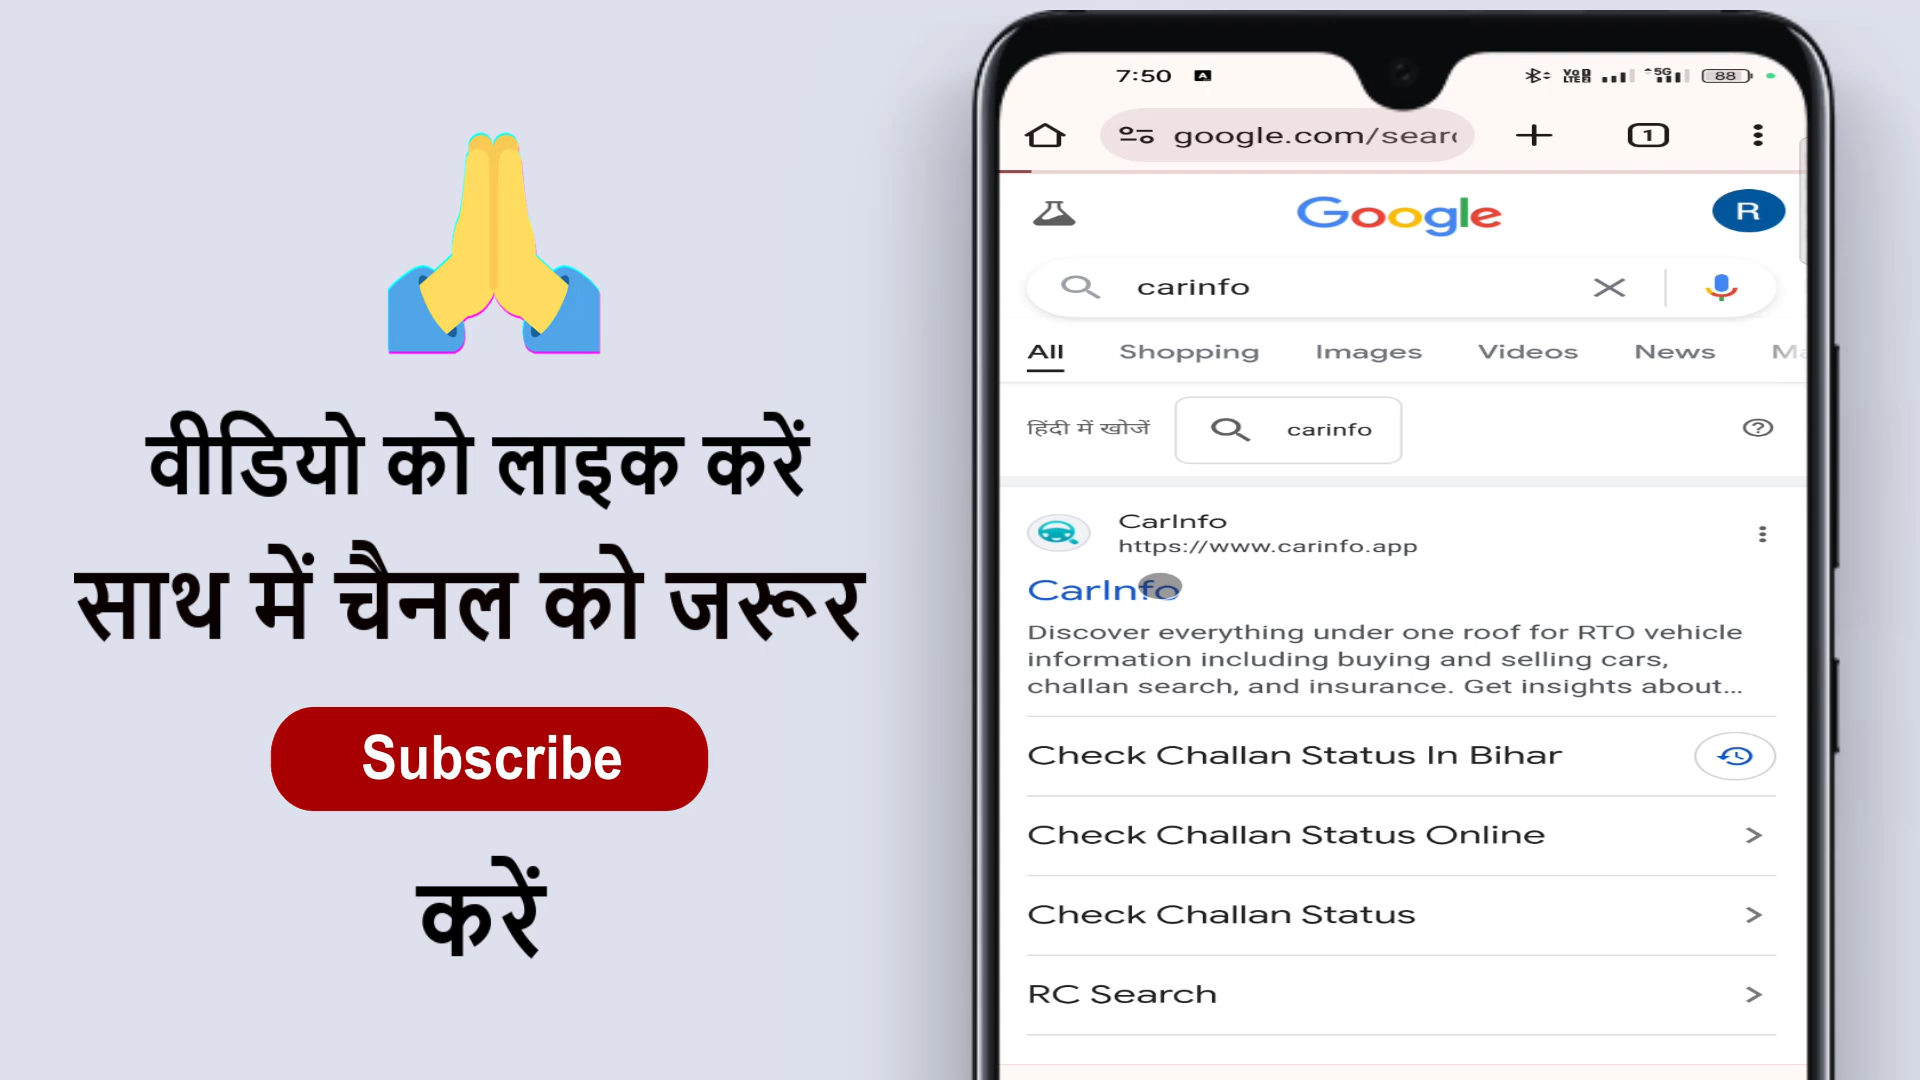 वीडियो को लाइक करें
साथ में चैनल को जरूर
Subscribe
करें
7:50
5G
88
google.com/sear
1
Google
R
carinfo
All Shopping Images Videos News
हिंदी में खोजें carinfo
CarInfo
https://www.carinfo.app
CarInfo
Discover everything under one roof for RTO vehicle
information including buying and selling cars,
challan search, and insurance. Get insights about...
Check Challan Status In Bihar
Check Challan Status Online
Check Challan Status
RC Search